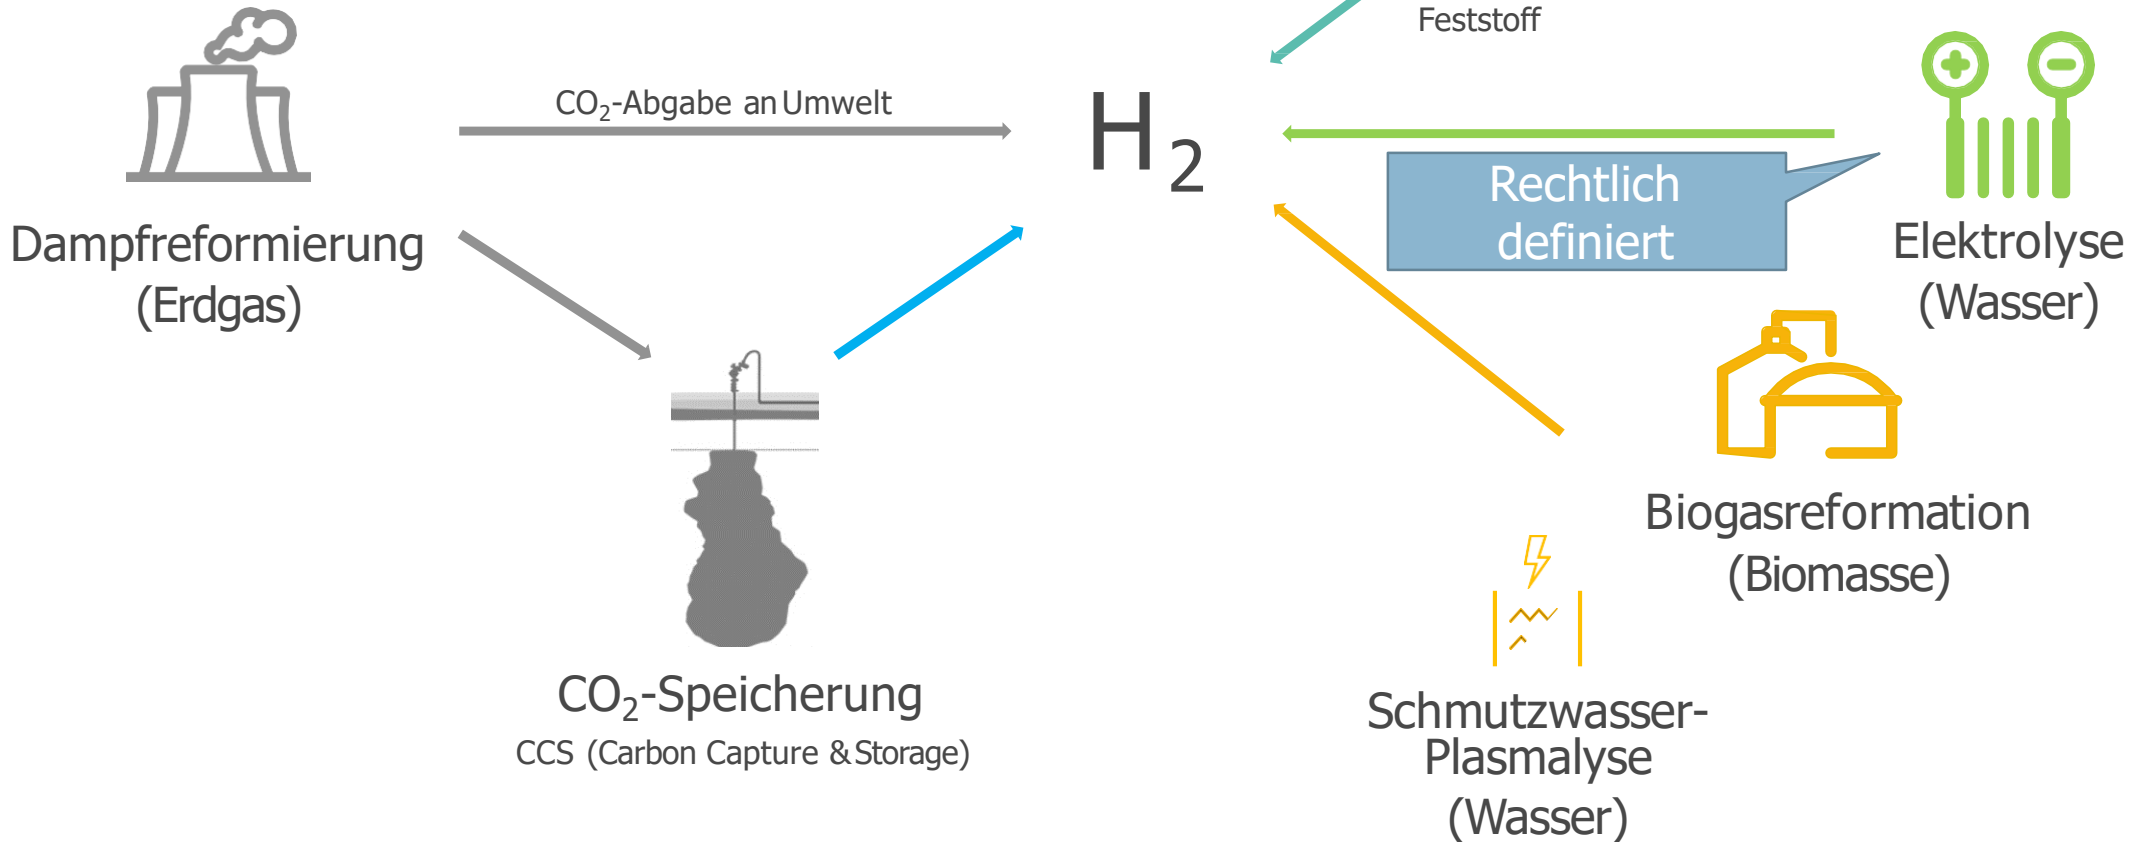 Feststoff
CO₂-Abgabe an Umwelt
H₂
Rechtlich
definiert
Dampfreformierung
(Erdgas)
Elektrolyse
(Wasser)
Biogasreformation
(Biomasse)
CO₂-Speicherung
CCS (Carbon Capture & Storage)
Schmutzwasser-
Plasmalyse
(Wasser)